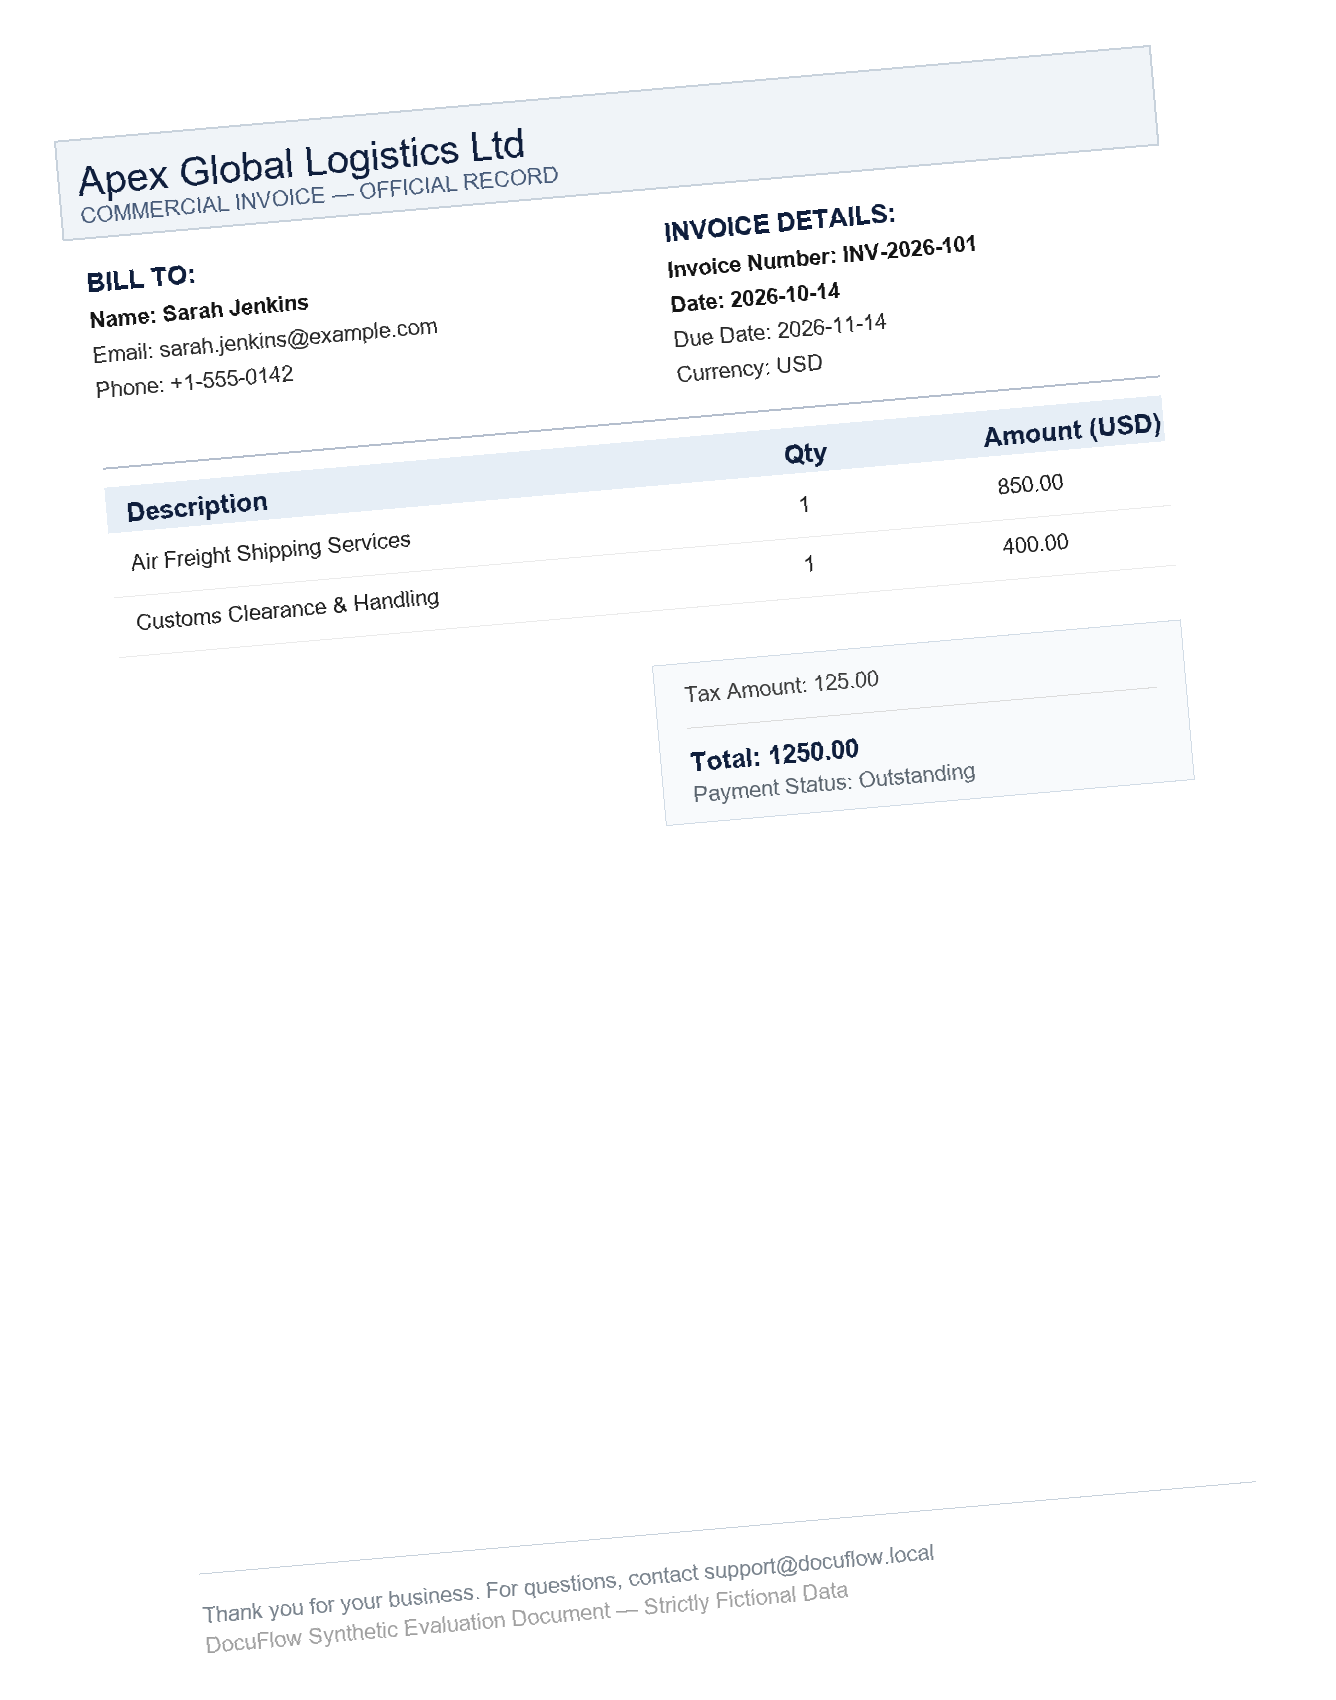 Apex Global Logistics Ltd
COMMERCIAL INVOICE — OFFICIAL RECORD
BILL TO:
Name: Sarah Jenkins
Email: sarah.jenkins@example.com
Phone: +1-555-0142
INVOICE DETAILS:
Invoice Number: INV-2026-101
Date: 2026-10-14
Due Date: 2026-11-14
Currency: USD
Description Qty Amount (USD)
Air Freight Shipping Services 1 850.00
Customs Clearance & Handling 1 400.00
Tax Amount: 125.00
Total: 1250.00
Payment Status: Outstanding
Thank you for your business. For questions, contact support@docuflow.local
DocuFlow Synthetic Evaluation Document — Strictly Fictional Data